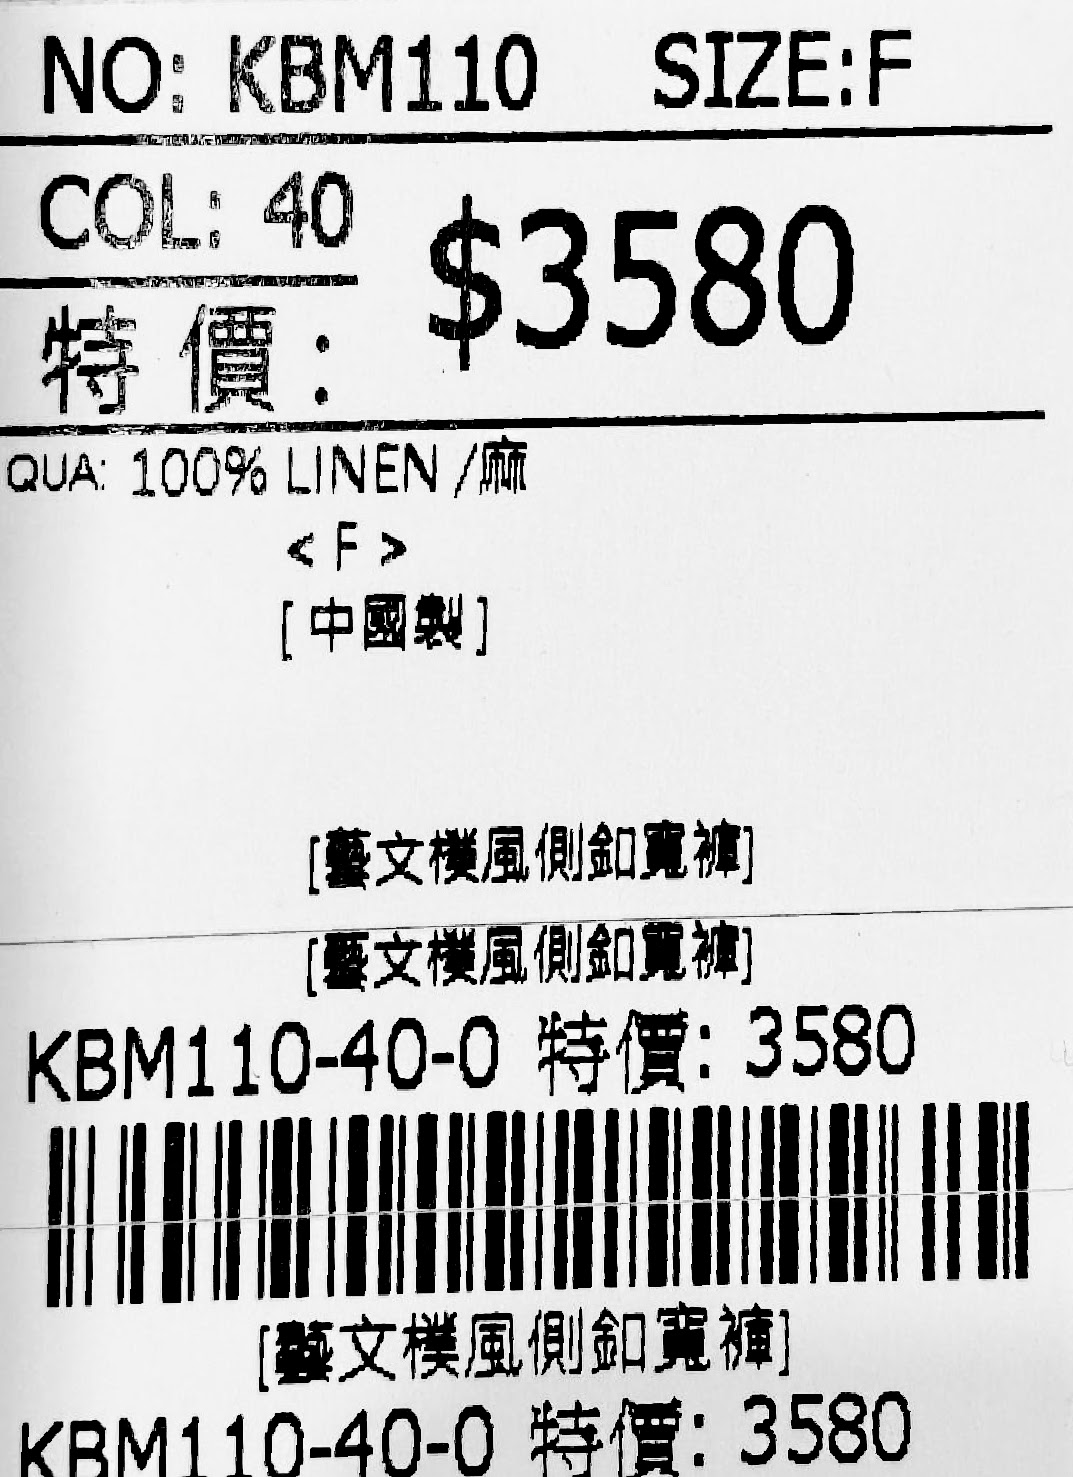 NO: KBM110 SIZE:F
COL: 40
$3580
特價:
QUA: 100% LINEN /麻
< F >
[中國製]
[藝文樸風側釦寬褲]
[藝文樸風側釦寬褲]
KBM110-40-0 特價: 3580
[藝文樸風側釦寬褲]
KBM110-40-0 特價: 3580